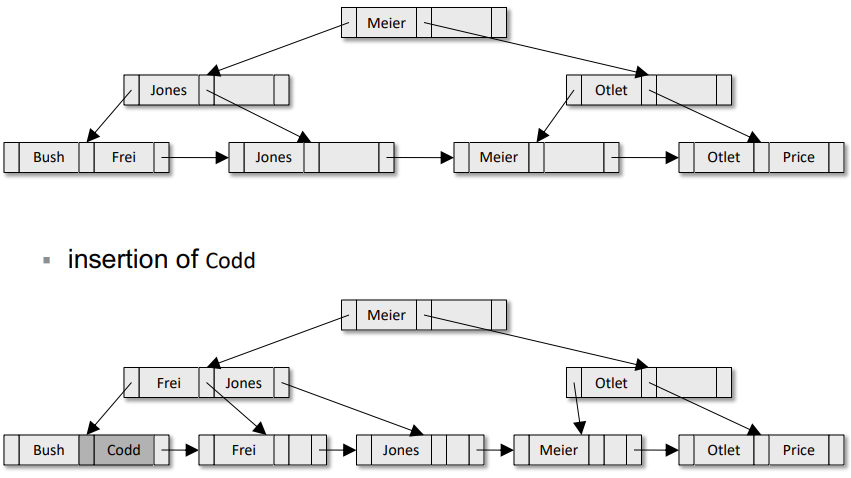 Meier
Jones Otlet
Bush Frei Jones Meier Otlet Price
▪ insertion of Codd
Meier
Frei Jones Otlet
Bush Codd Frei Jones Meier Otlet Price